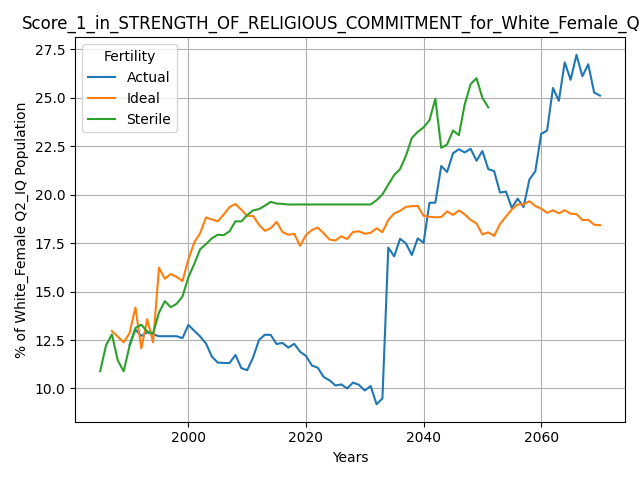 Score_1_in_STRENGTH_OF_RELIGIOUS_COMMITMENT_for_White_Female_Q
Fertility
Actual
Ideal
Sterile
27.5
25.0
22.5
20.0
17.5
15.0
12.5
10.0
% of White_Female Q2_IQ Population
2000
2020
2040
2060
Years